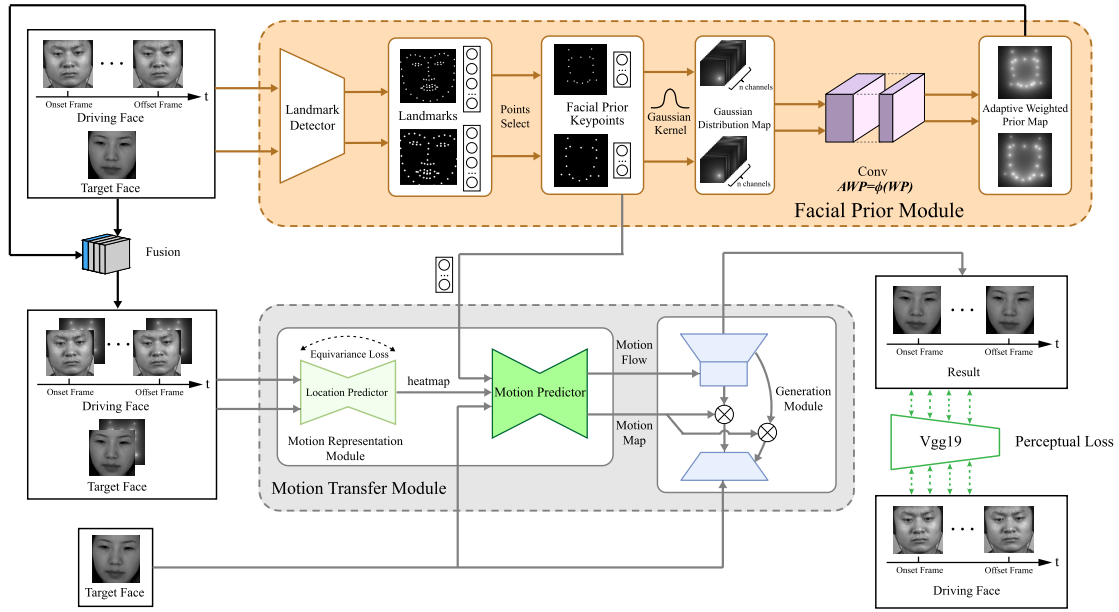 Onset Frame
Offset Frame
t
Driving Face
Target Face
Fusion
Landmark
Detector
Landmarks
Points
Select
Facial Prior
Keypoints
Gaussian
Kernel
n channels
Gaussian
Distribution Map
n channels
Conv
AWP=ϕ(WP)
Adaptive Weighted
Prior Map
Facial Prior Module
Onset Frame
Offset Frame
t
Driving Face
Target Face
Equivariance Loss
Location Predictor
heatmap
Motion Representation
Module
Motion Predictor
Motion
Flow
Motion
Map
Generation
Module
Motion Transfer Module
Onset Frame
Offset Frame
t
Result
Vgg19
Perceptual Loss
Onset Frame
Offset Frame
t
Driving Face
Target Face